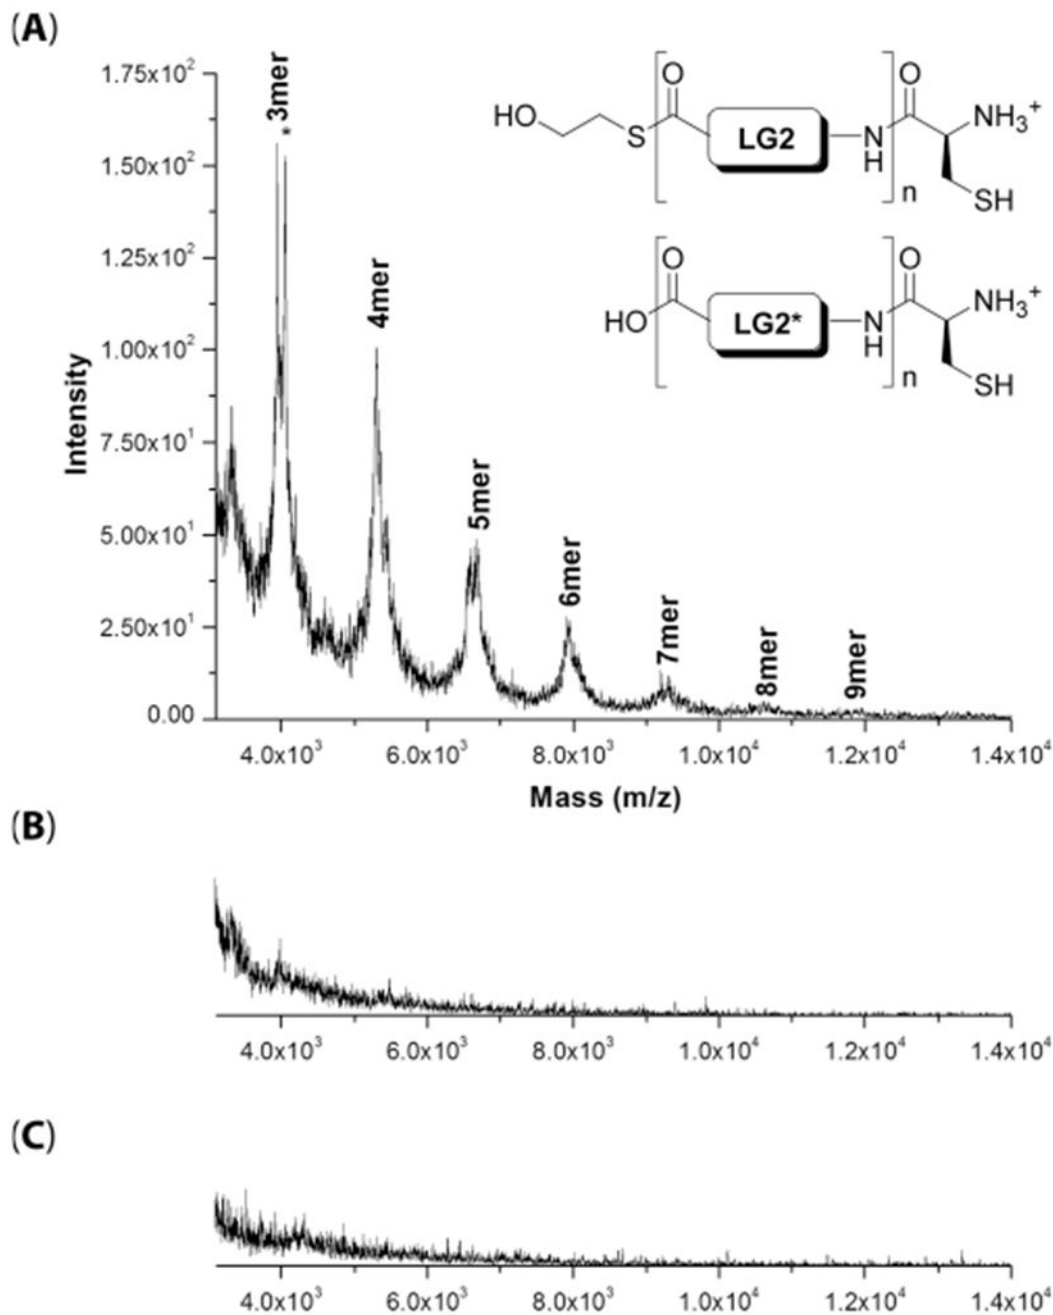 (A)
1.75x10²
1.50x10²
1.25x10²
1.00x10²
7.50x10¹
5.00x10¹
2.50x10¹
0.00
Intensity
* 3mer
4mer
5mer
6mer
7mer
8mer
9mer
HO S O LG2 N H O NH₃⁺ SH n
HO O LG2* N H O NH₃⁺ SH n
4.0x10³ 6.0x10³ 8.0x10³ 1.0x10⁴ 1.2x10⁴ 1.4x10⁴
Mass (m/z)
(B)
4.0x10³ 6.0x10³ 8.0x10³ 1.0x10⁴ 1.2x10⁴ 1.4x10⁴
(C)
4.0x10³ 6.0x10³ 8.0x10³ 1.0x10⁴ 1.2x10⁴ 1.4x10⁴